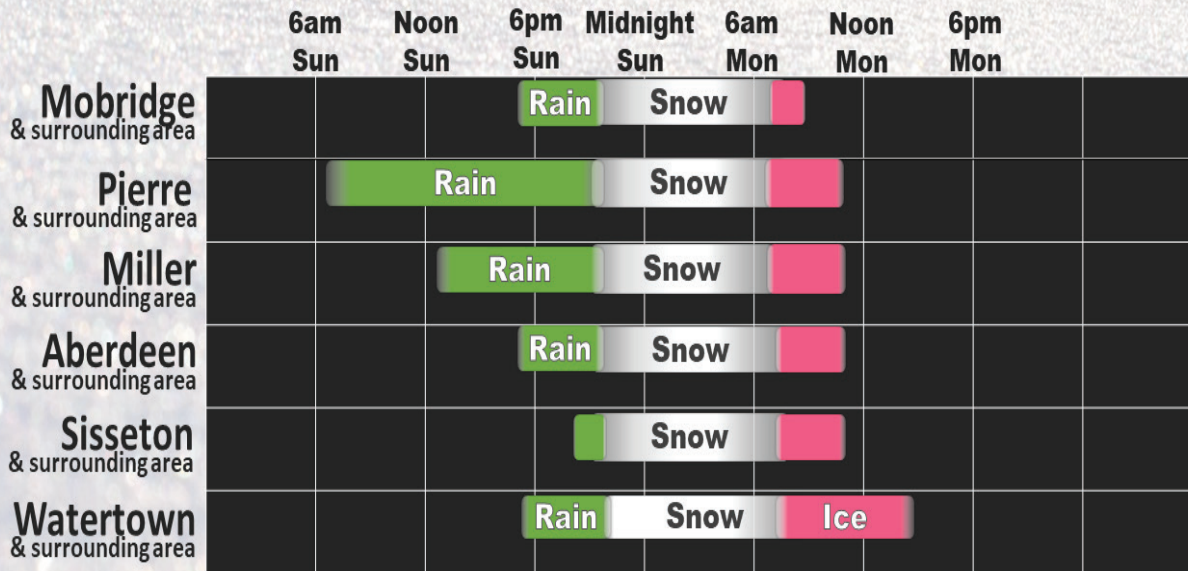 6am Noon 6pm Midnight 6am Noon 6pm
Sun Sun Sun Sun Mon Mon Mon
Mobridge
& surrounding area
Rain Snow
Pierre
& surrounding area
Rain Snow
Miller
& surrounding area
Rain Snow
Aberdeen
& surrounding area
Rain Snow
Sisseton
& surrounding area
Snow
Watertown
& surrounding area
Rain Snow Ice